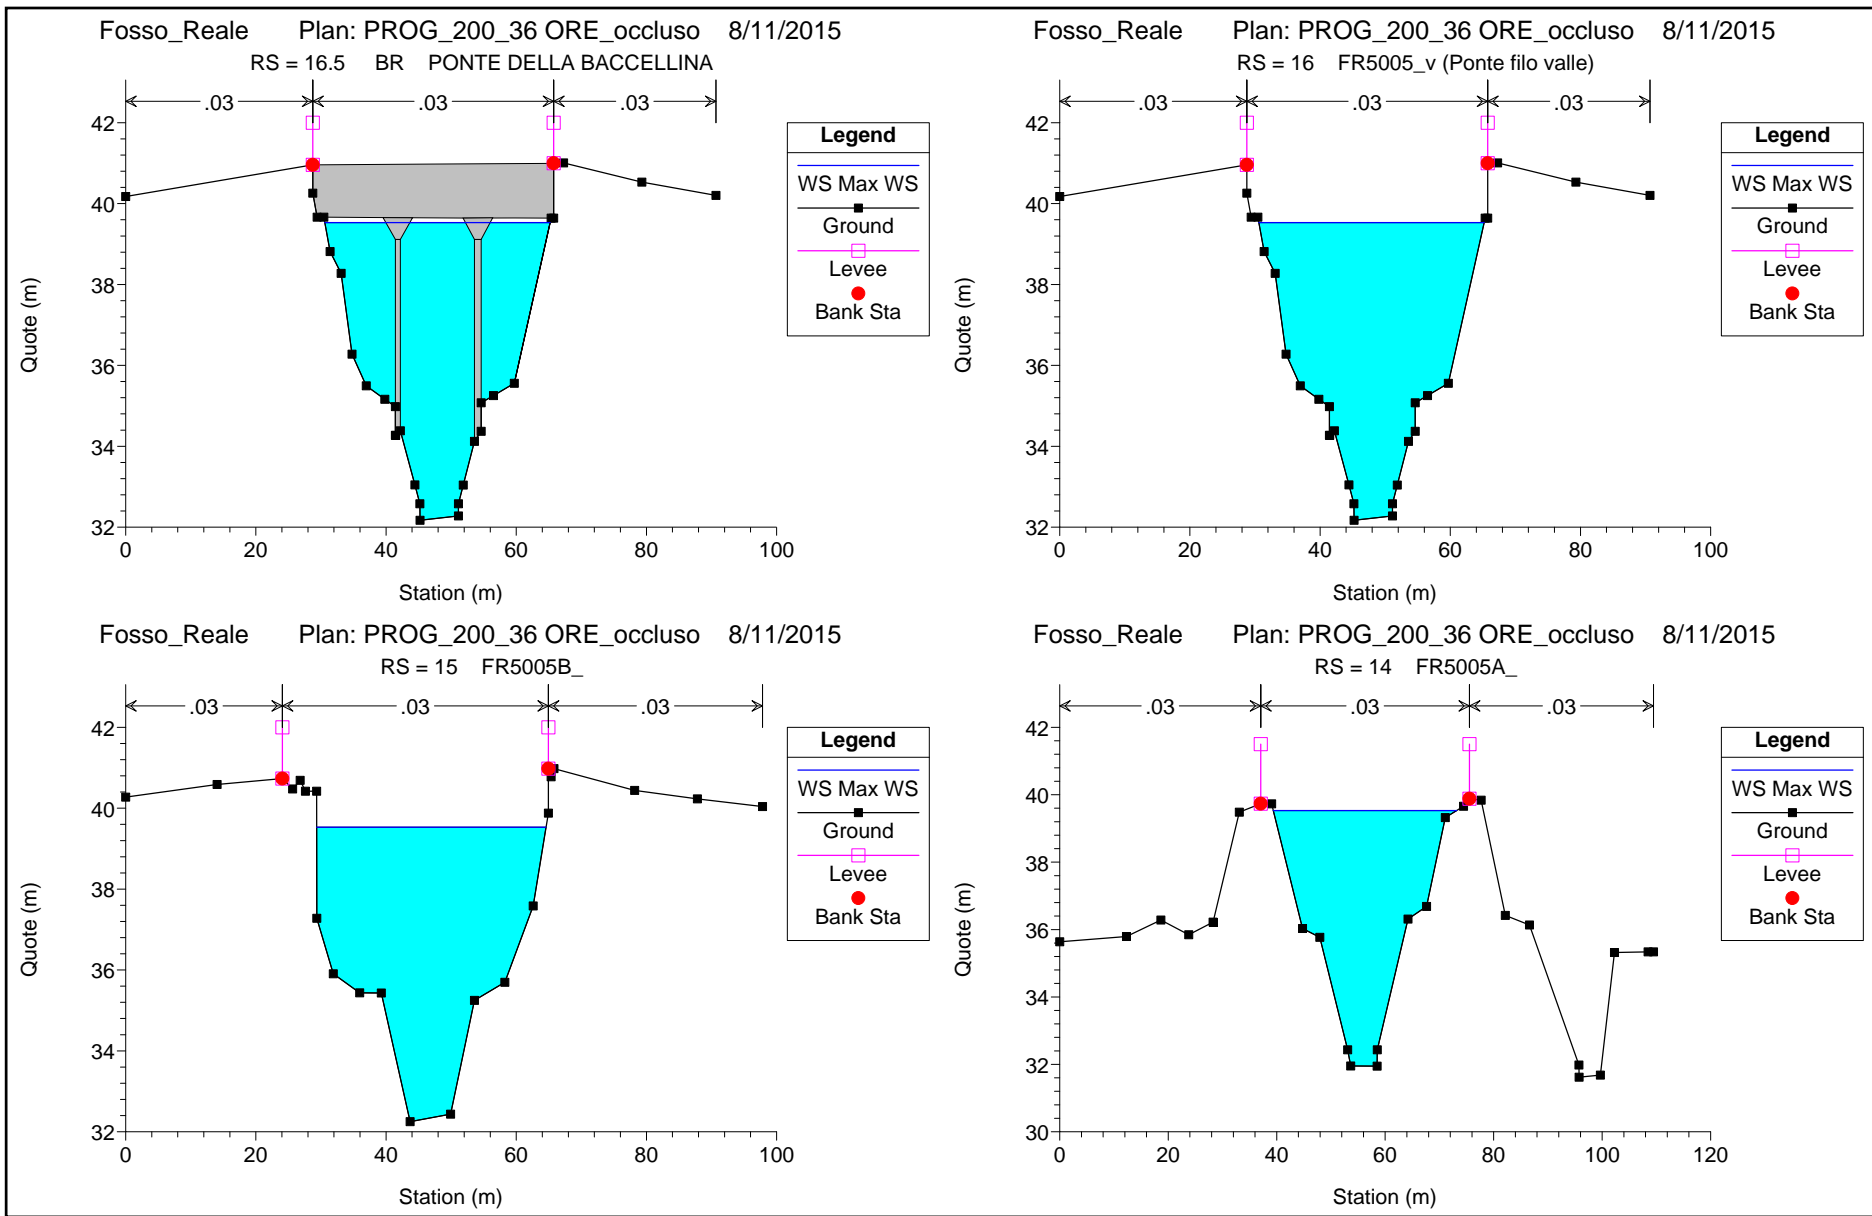 Fosso_Reale Plan: PROG_200_36 ORE_occluso 8/11/2015
RS = 16.5 BR PONTE DELLA BACCELLINA
.03 .03 .03
42
40
38
36
34
32
0 20 40 60 80 100
Station (m)
Quote (m)
Legend
WS Max WS
Ground
Levee
Bank Sta
Fosso_Reale Plan: PROG_200_36 ORE_occluso 8/11/2015
RS = 16 FR5005_v (Ponte filo valle)
.03 .03 .03
42
40
38
36
34
32
0 20 40 60 80 100
Station (m)
Quote (m)
Legend
WS Max WS
Ground
Levee
Bank Sta
Fosso_Reale Plan: PROG_200_36 ORE_occluso 8/11/2015
RS = 15 FR5005B_
.03 .03 .03
42
40
38
36
34
32
0 20 40 60 80 100
Station (m)
Quote (m)
Legend
WS Max WS
Ground
Levee
Bank Sta
Fosso_Reale Plan: PROG_200_36 ORE_occluso 8/11/2015
RS = 14 FR5005A_
.03 .03 .03
42
40
38
36
34
32
30
0 20 40 60 80 100 120
Station (m)
Quote (m)
Legend
WS Max WS
Ground
Levee
Bank Sta